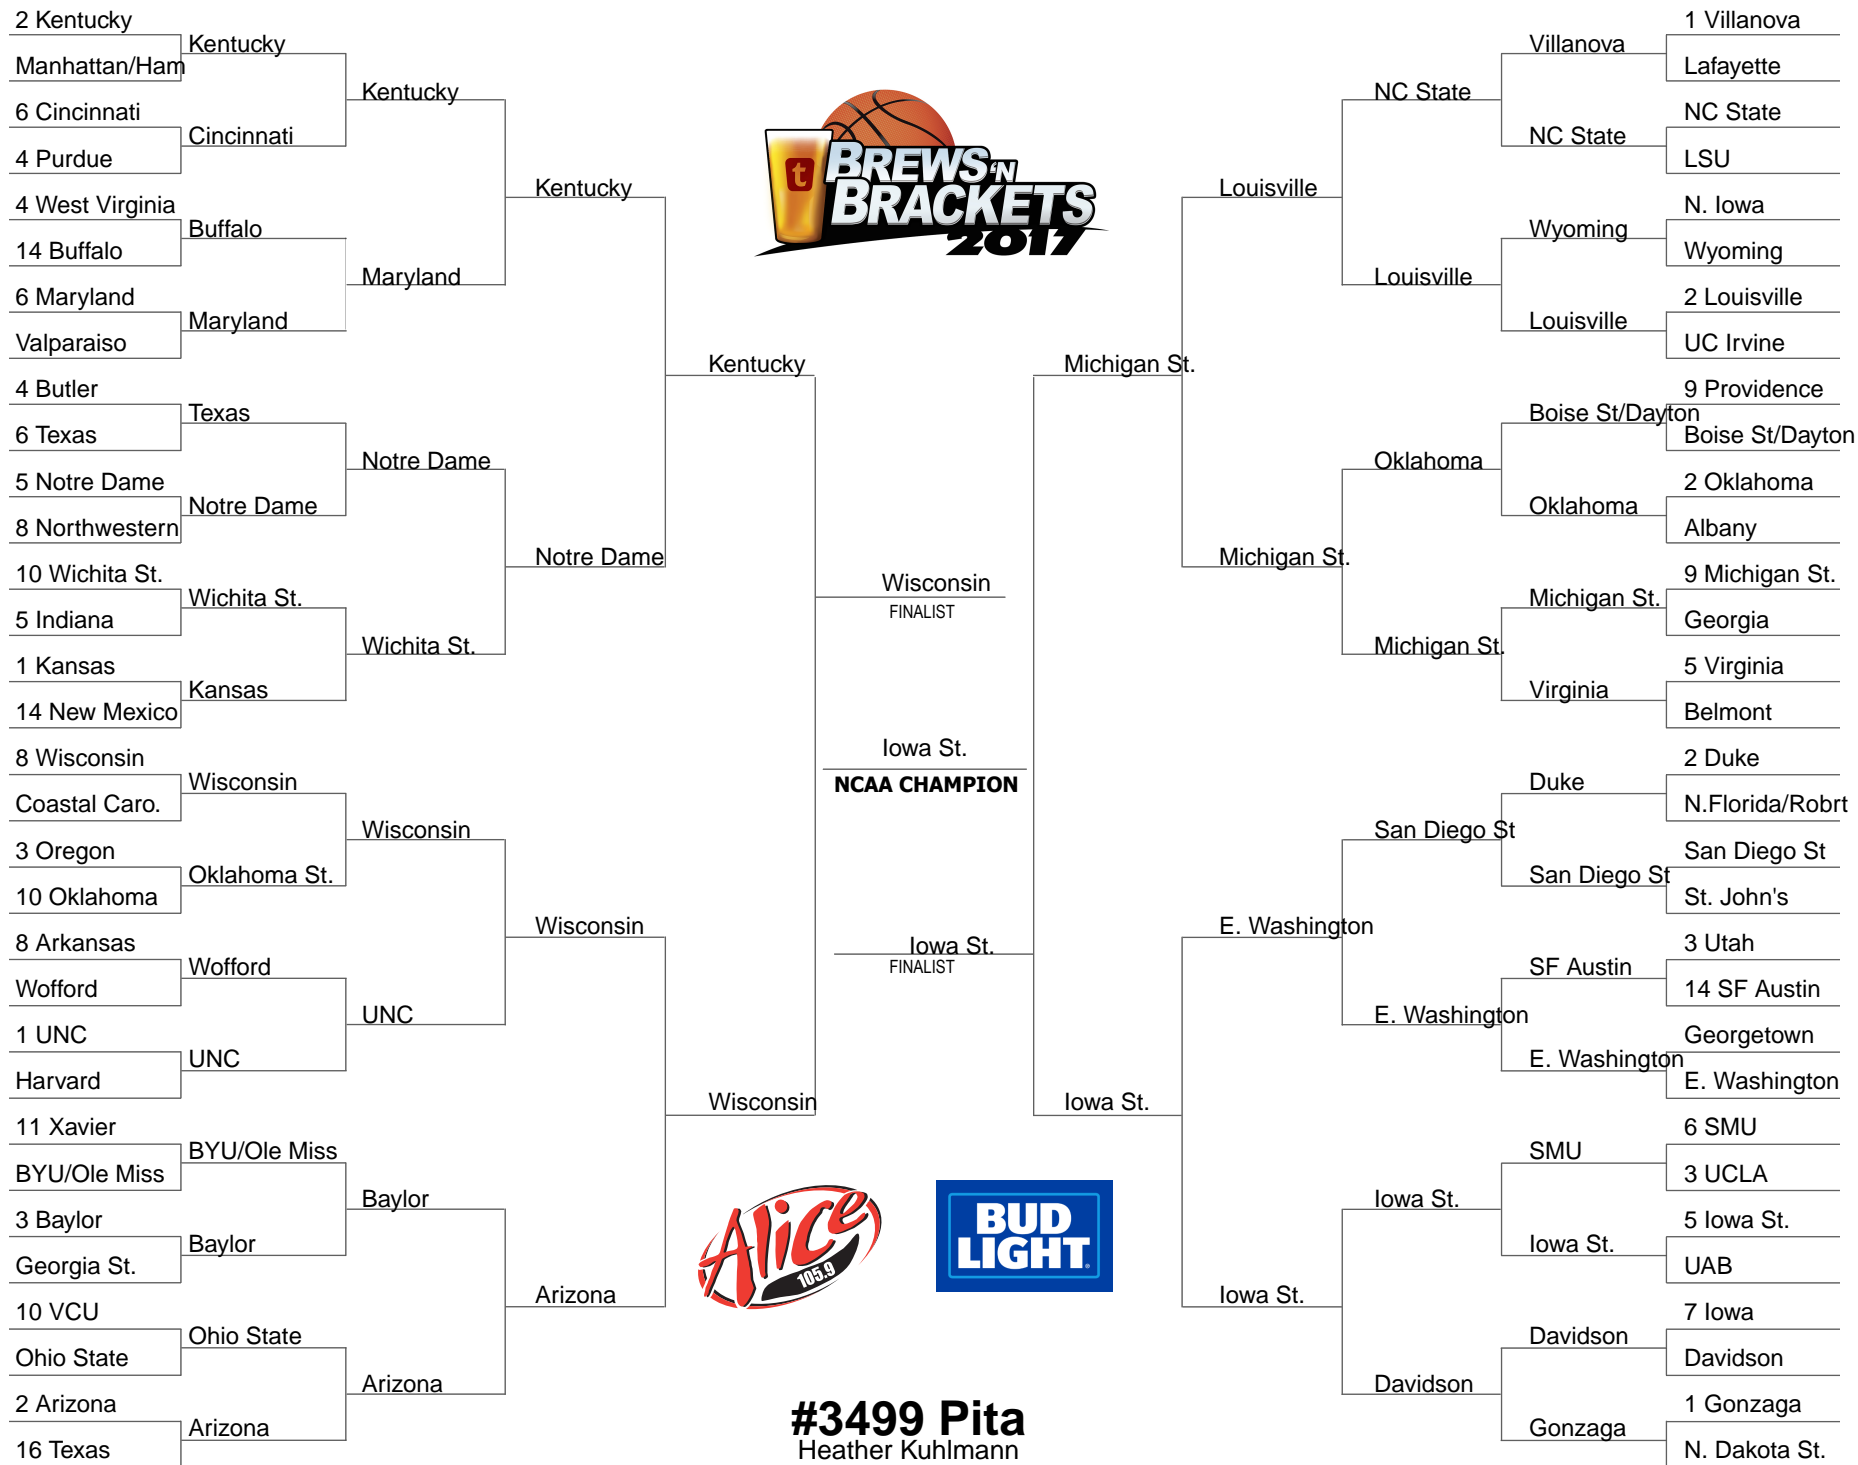 2 Kentucky
Manhattan/Ham
6 Cincinnati
4 Purdue
4 West Virginia
14 Buffalo
6 Maryland
Valparaiso
4 Butler
6 Texas
5 Notre Dame
8 Northwestern
10 Wichita St.
5 Indiana
1 Kansas
14 New Mexico
8 Wisconsin
Coastal Caro.
3 Oregon
10 Oklahoma
8 Arkansas
Wofford
1 UNC
Harvard
11 Xavier
BYU/Ole Miss
3 Baylor
Georgia St.
10 VCU
Ohio State
2 Arizona
16 Texas
Kentucky
Cincinnati
Buffalo
Maryland
Texas
Notre Dame
Wichita St.
Kansas
Wisconsin
Oklahoma St.
Wofford
UNC
BYU/Ole Miss
Baylor
Ohio State
Arizona
Kentucky
Maryland
Notre Dame
Wichita St.
Wisconsin
UNC
Baylor
Arizona
Kentucky
Notre Dame
Wisconsin
Arizona
Kentucky
Wisconsin
t
BREWS 'N
BRACKETS
2017
Wisconsin
FINALIST
Iowa St.
NCAA CHAMPION
Iowa St.
FINALIST
Alice
105.9
BUD
LIGHT
#3499 Pita
Heather Kuhlmann
Michigan St.
Iowa St.
Louisville
Michigan St.
E. Washington
Iowa St.
NC State
Louisville
Oklahoma
Michigan St.
San Diego St
E. Washington
Iowa St.
Davidson
Villanova
NC State
Wyoming
Louisville
Boise St/Dayton
Oklahoma
Michigan St.
Virginia
Duke
San Diego St
SF Austin
E. Washington
SMU
Iowa St.
Davidson
Gonzaga
1 Villanova
Lafayette
NC State
LSU
N. Iowa
Wyoming
2 Louisville
UC Irvine
9 Providence
Boise St/Dayton
2 Oklahoma
Albany
9 Michigan St.
Georgia
5 Virginia
Belmont
2 Duke
N.Florida/Robrt
San Diego St
St. John's
3 Utah
14 SF Austin
Georgetown
E. Washington
6 SMU
3 UCLA
5 Iowa St.
UAB
7 Iowa
Davidson
1 Gonzaga
N. Dakota St.